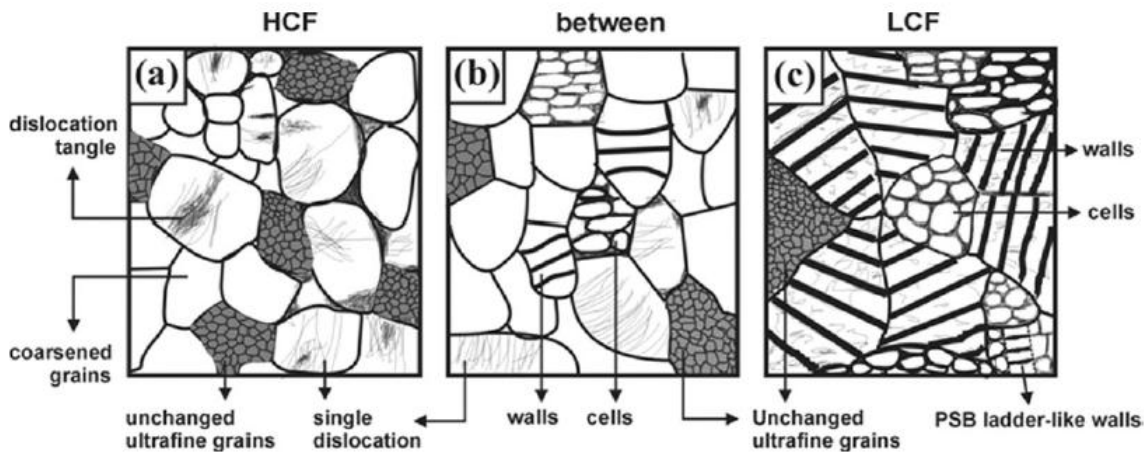 HCF
between
LCF
(a)
(b)
(c)
dislocation
tangle
coarsened
grains
unchanged
ultrafine grains
single
dislocation
walls
cells
Unchanged
ultrafine grains
walls
cells
PSB ladder-like walls